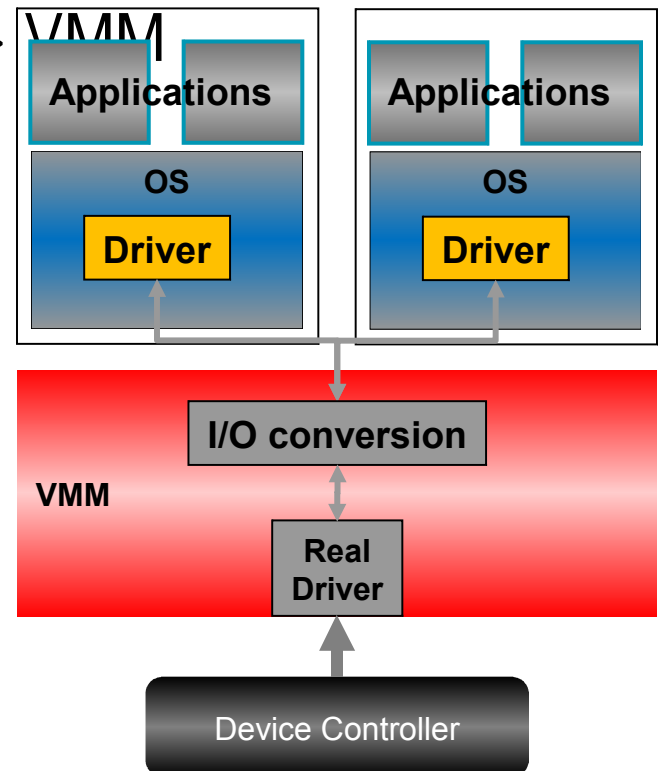 VMM
Applications
Applications
OS
OS
Driver
Driver
I/O conversion
VMM
Real
Driver
Device Controller